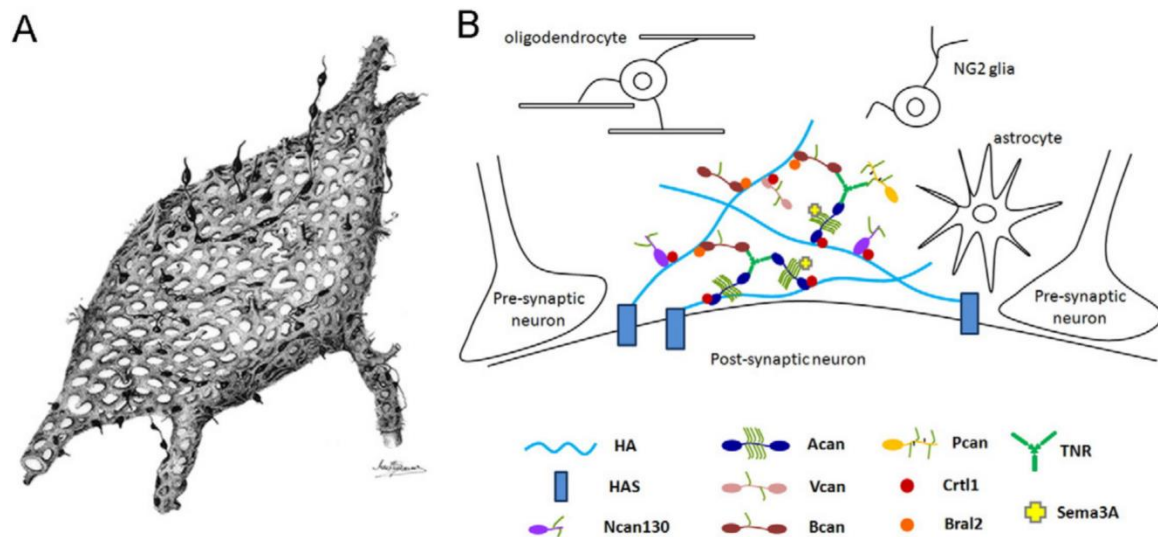 A
B
oligodendrocyte
NG2 glia
astrocyte
Pre-synaptic
neuron
Pre-synaptic
neuron
Post-synaptic neuron
HA
Acan
Pcan
TNR
HAS
Vcan
Crtl1
Sema3A
Ncan130
Bcan
Bral2